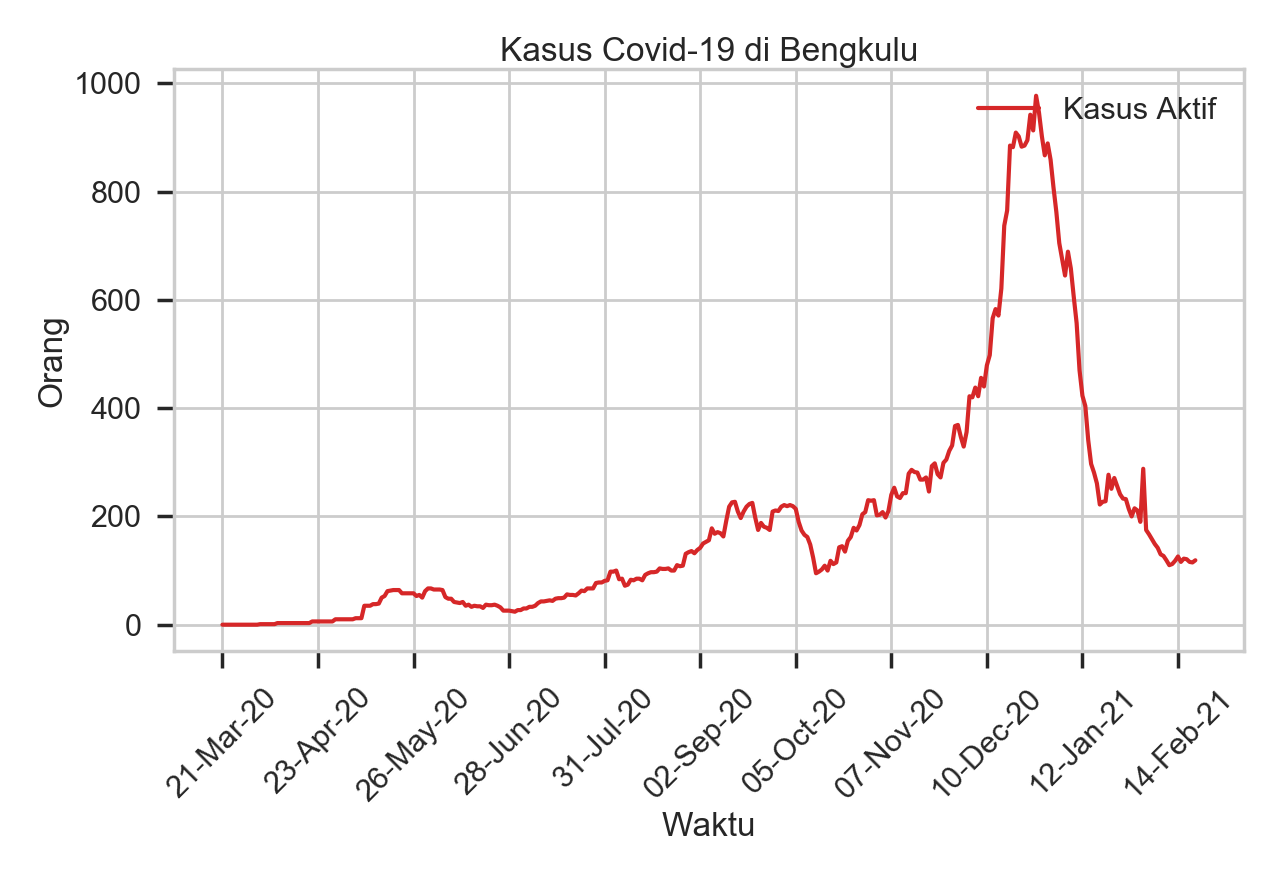 Kasus Covid-19 di Bengkulu
Kasus Aktif
Orang
1000
800
600
400
200
0
21-Mar-20
23-Apr-20
26-May-20
28-Jun-20
31-Jul-20
02-Sep-20
05-Oct-20
07-Nov-20
10-Dec-20
12-Jan-21
14-Feb-21
Waktu